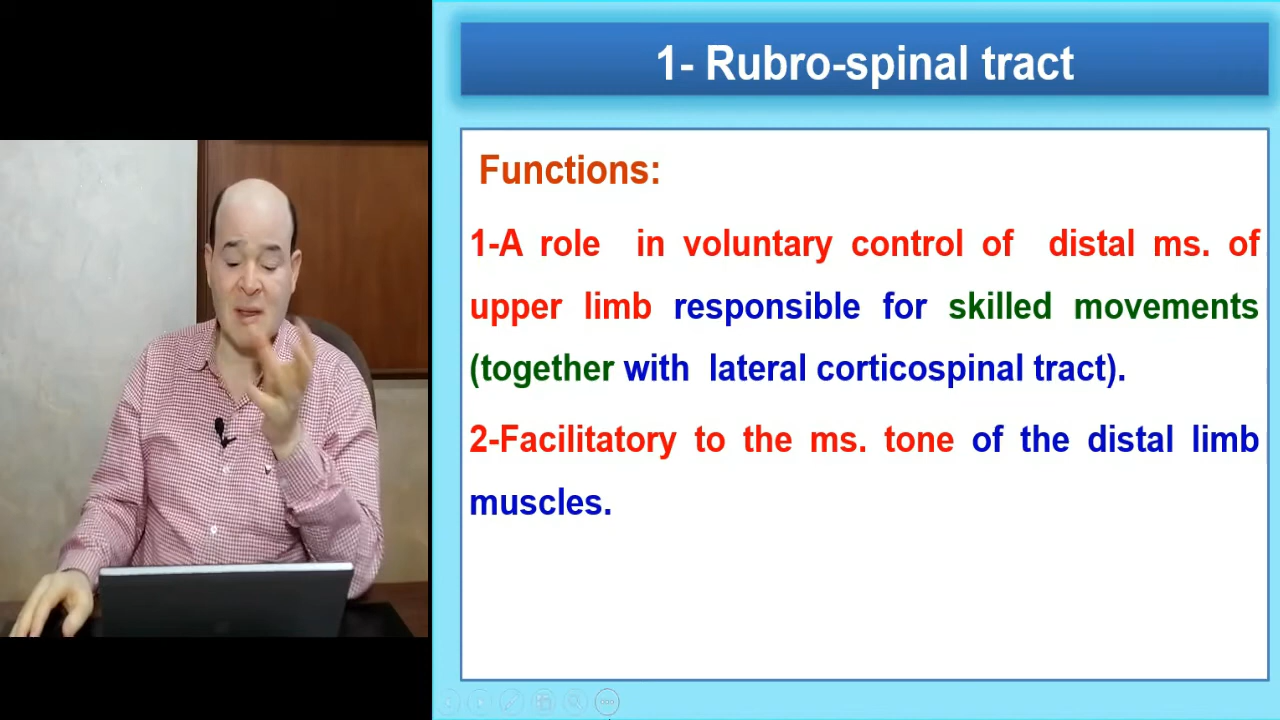 1- Rubro-spinal tract
Functions:
1-A role in voluntary control of distal ms. of
upper limb responsible for skilled movements
(together with lateral corticospinal tract).
2-Facilitatory to the ms. tone of the distal limb
muscles.